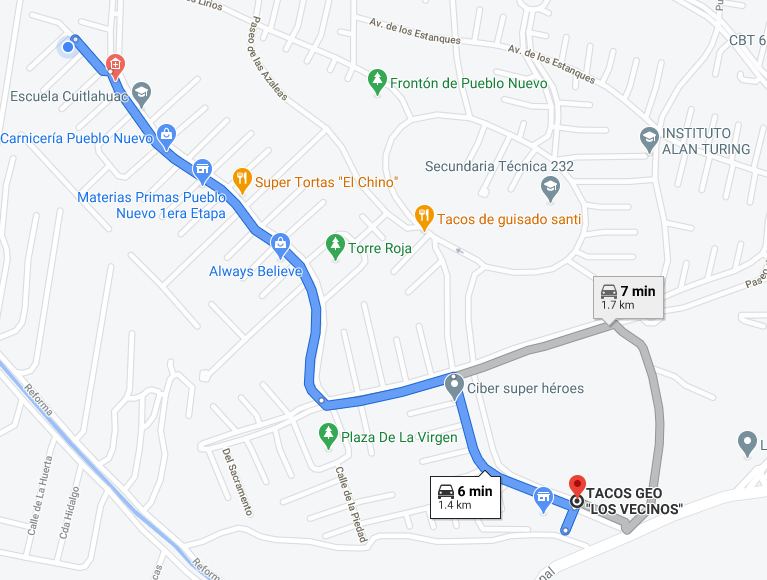 Lirios
Av. de los Estanques
CBT 6
Paseo de las Azaleas
Av. de los Estanques
Frontón de Pueblo Nuevo
Escuela Cuitlahuac
Carnicería Pueblo Nuevo
INSTITUTO
ALAN TURING
Secundaria Técnica 232
Super Tortas "El Chino"
Materias Primas Pueblo
Nuevo 1era Etapa
Tacos de guisado santi
Torre Roja
Always Believe
7 min
1.7 km
Paseo
Ciber super héroes
Reforma
Plaza De La Virgen
Del Sacramento
Calle de la Piedad
Calle de La Huerta
Cda Hidalgo
6 min
1.4 km
TACOS GEO
"LOS VECINOS"
Reforma